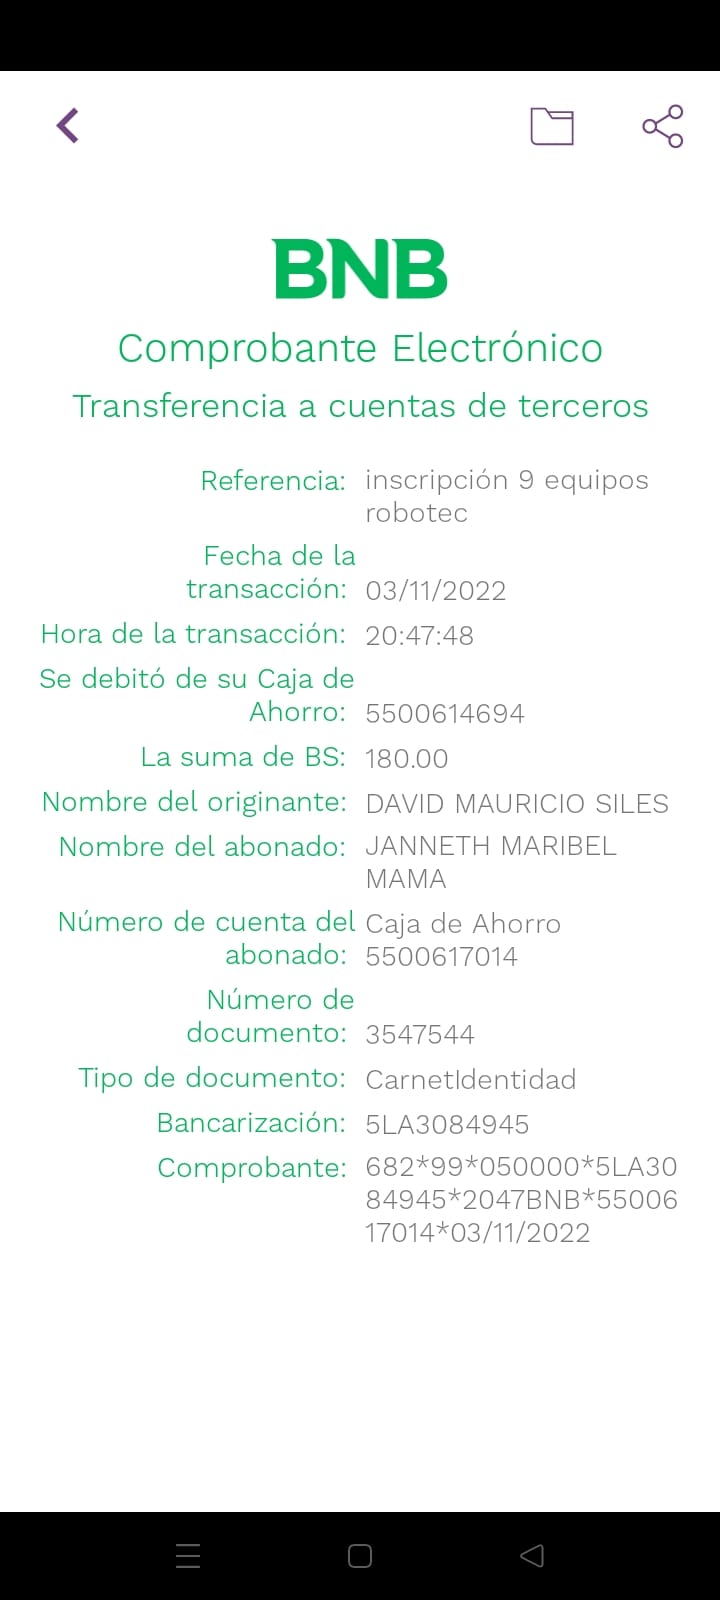 BNB
Comprobante Electrónico
Transferencia a cuentas de terceros
Referencia: inscripción 9 equipos
robotec
Fecha de la
transacción: 03/11/2022
Hora de la transacción: 20:47:48
Se debitó de su Caja de
Ahorro: 5500614694
La suma de BS: 180.00
Nombre del originante: DAVID MAURICIO SILES
Nombre del abonado: JANNETH MARIBEL
MAMA
Número de cuenta del Caja de Ahorro
abonado: 5500617014
Número de
documento: 3547544
Tipo de documento: CarnetIdentidad
Bancarización: 5LA3084945
Comprobante: 682*99*050000*5LA30
84945*2047BNB*55006
17014*03/11/2022